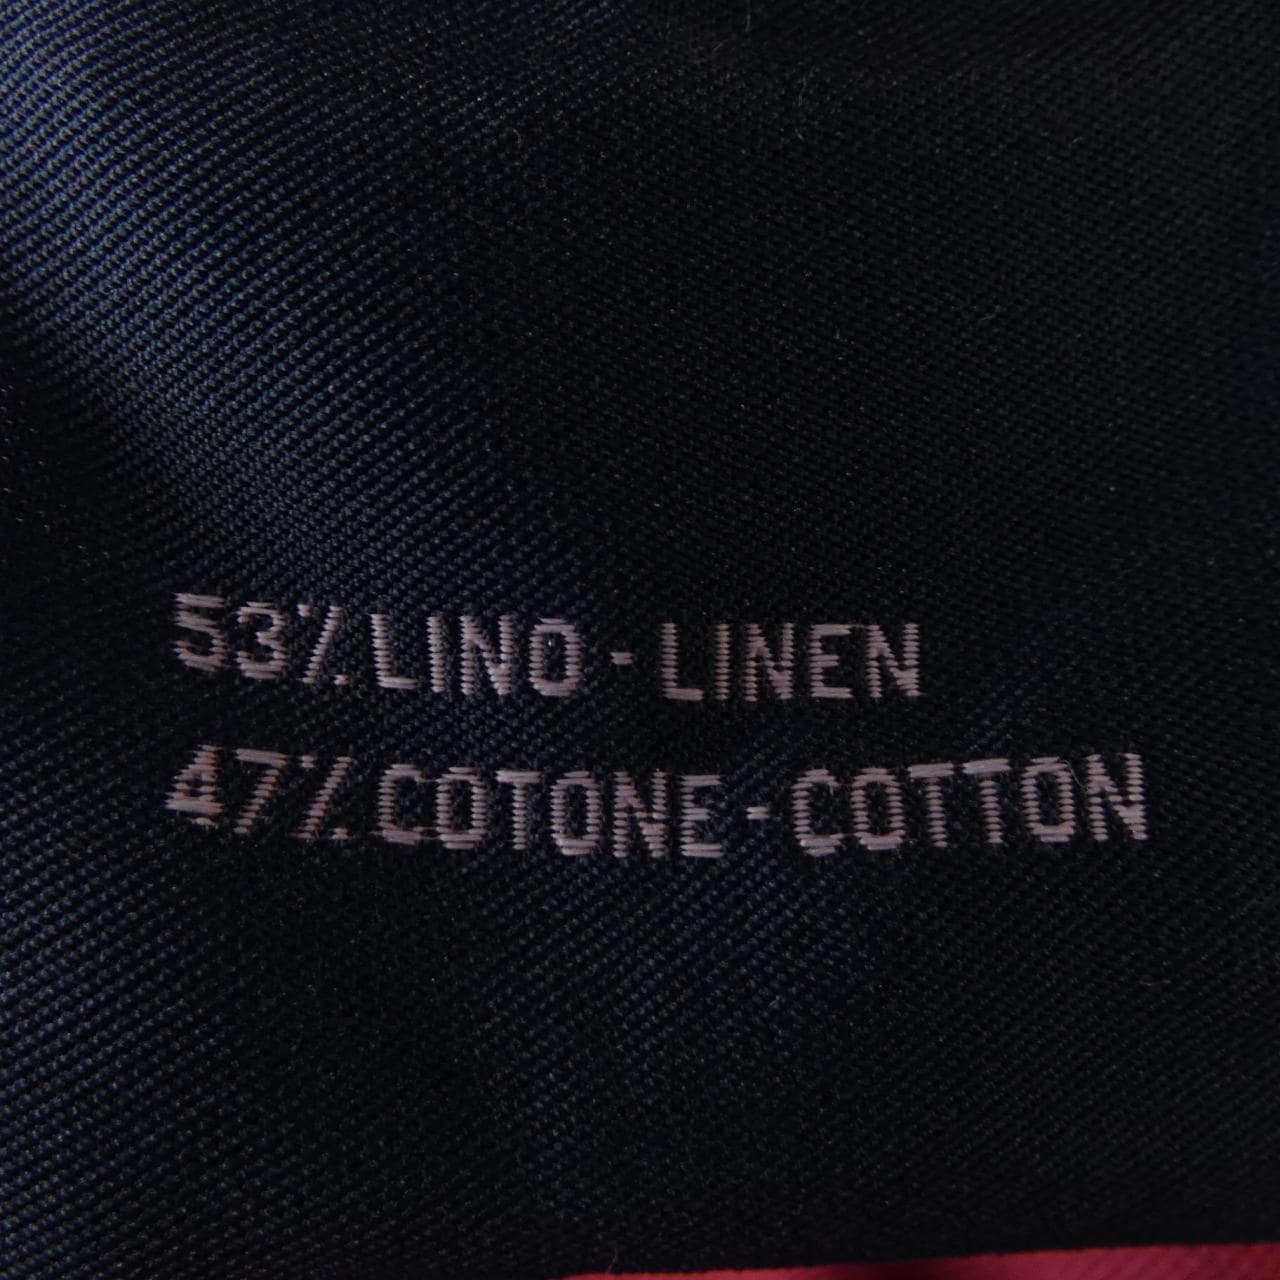 53% LINO - LINEN
47% COTONE - COTTON